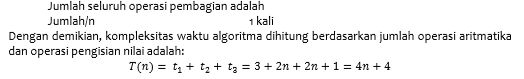 Jumlah seluruh operasi pembagian adalah
Jumlah/n 1 kali
Dengan demikian, kompleksitas waktu algoritma dihitung berdasarkan jumlah operasi aritmatika
dan operasi pengisian nilai adalah:
T(n) = t₁ + t₂ + t₃ = 3 + 2n + 2n + 1 = 4n + 4